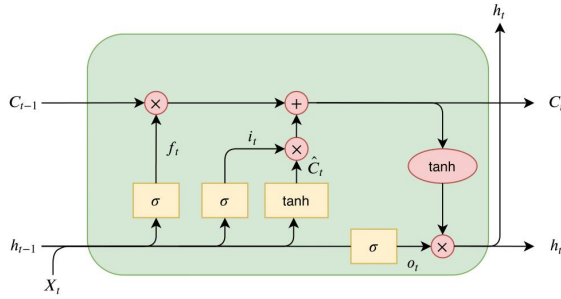 h_t
C_{t-1} × + C_t
i_t ×
f_t Ĉ_t tanh
σ σ tanh
h_{t-1} σ × h_t
X_t o_t